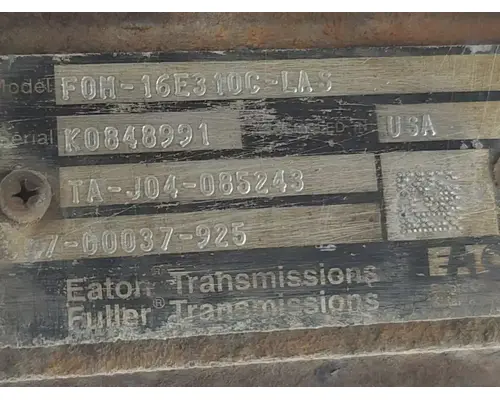 Model FOM-16E310C-LAS
Serial K0848991 USA
TA-J04-085243
7-60037-925
Eaton® Transmissions
Fuller® Transmissions